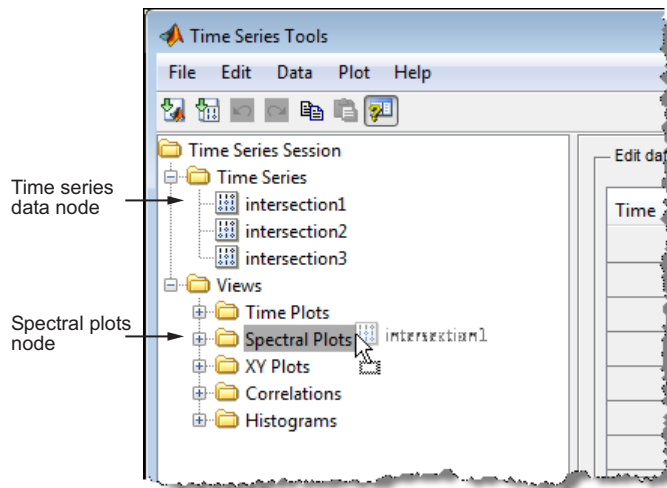 Time Series Tools
File Edit Data Plot Help
Time Series Session
Time Series
intersection1
intersection2
intersection3
Views
Time Plots
Spectral Plots
intersection1
XY Plots
Correlations
Histograms
Time series
data node
Spectral plots
node
Edit da
Time